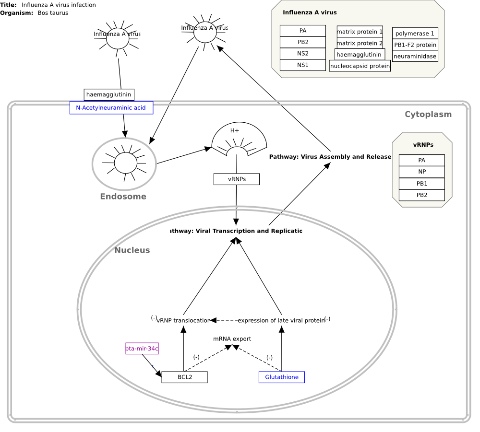 Title: Influenza A virus infection
Organism: Bos taurus
Influenza A virus
Influenza A virus
Influenza A virus
PA
PB2
NS2
NS1
matrix protein 1
matrix protein 2
haemagglutinin
nucleocapsio protein
polymerase 1
PB1-F2 protein
neuraminidase
haemagglutinin
N-Acetylneuraminic acid
Cytoplasm
H+
vRNPs
PA
NP
PB1
PB2
Pathway: Virus Assembly and Release
Endosome
vRNPs
thway: Viral Transcription and Replicatic
Nucleus
(-)
vRNP translocation
expression of late viral protein
(-)
mRNA export
bta-mir-34c
(-)
(-)
BCL2
Glutathione